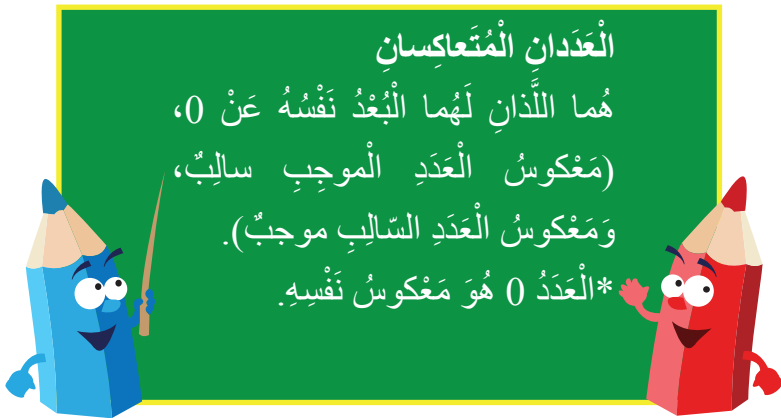 الْعَدَدانِ الْمُتَعاكِسانِ
هُما اللَّذانِ لَهُما الْبُعْدُ نَفْسُهُ عَنْ 0،
(مَعْكوسُ الْعَدَدِ الْموجِبِ سالِبٌ،
وَمَعْكوسُ الْعَدَدِ السّالِبِ موجبٌ).
*الْعَدَدُ 0 هُوَ مَعْكوسُ نَفْسِهِ.